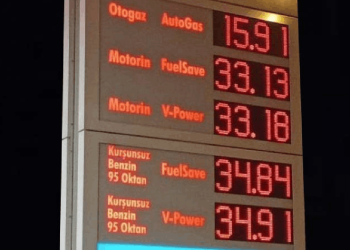 Otogaz AutoGas 15.91
Motorin FuelSave 33.13
Motorin V-Power 33.18
Kurşunsuz
Benzin FuelSave 34.84
95 Oktan
Kurşunsuz
Benzin V-Power 34.91
95 Oktan